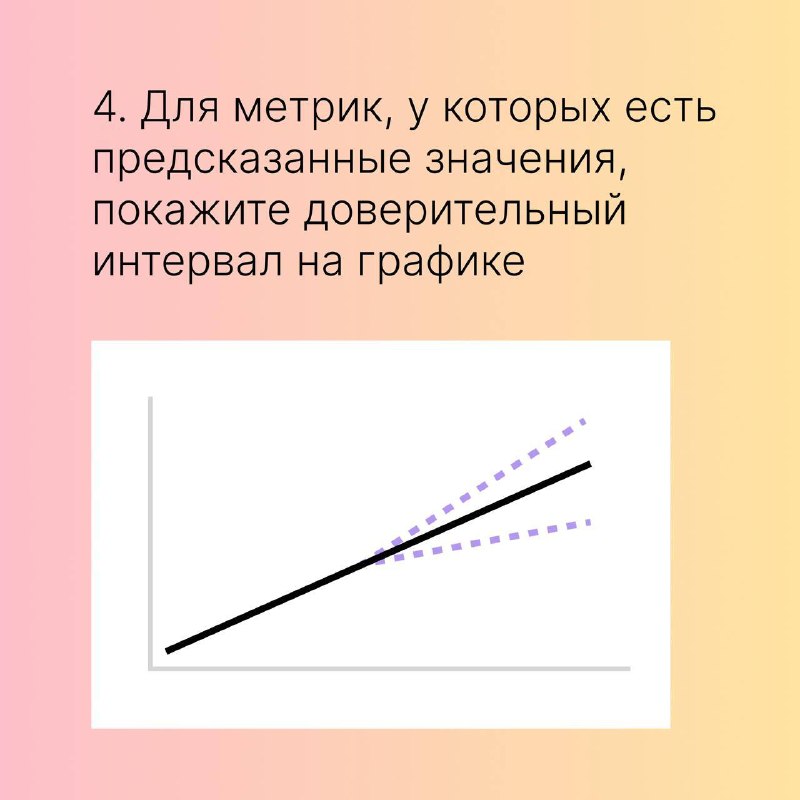 4. Для метрик, у которых есть
предсказанные значения,
покажите доверительный
интервал на графике